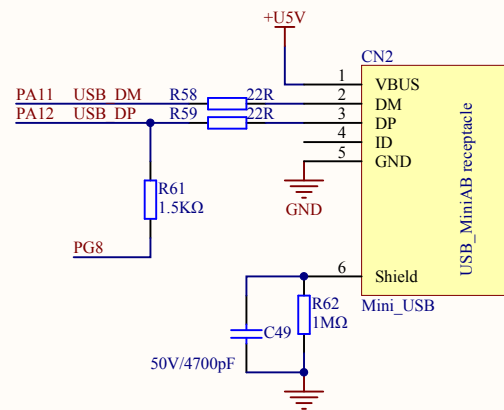 +U5V
CN2
1 VBUS
PA11 USB_DM R58 22R 2 DM
PA12 USB_DP R59 22R 3 DP
4 ID
5 GND
USB_MiniAB receptacle
R61
1.5KΩ
GND
PG8
6 Shield
R62
1MΩ
Mini_USB
C49
50V/4700pF